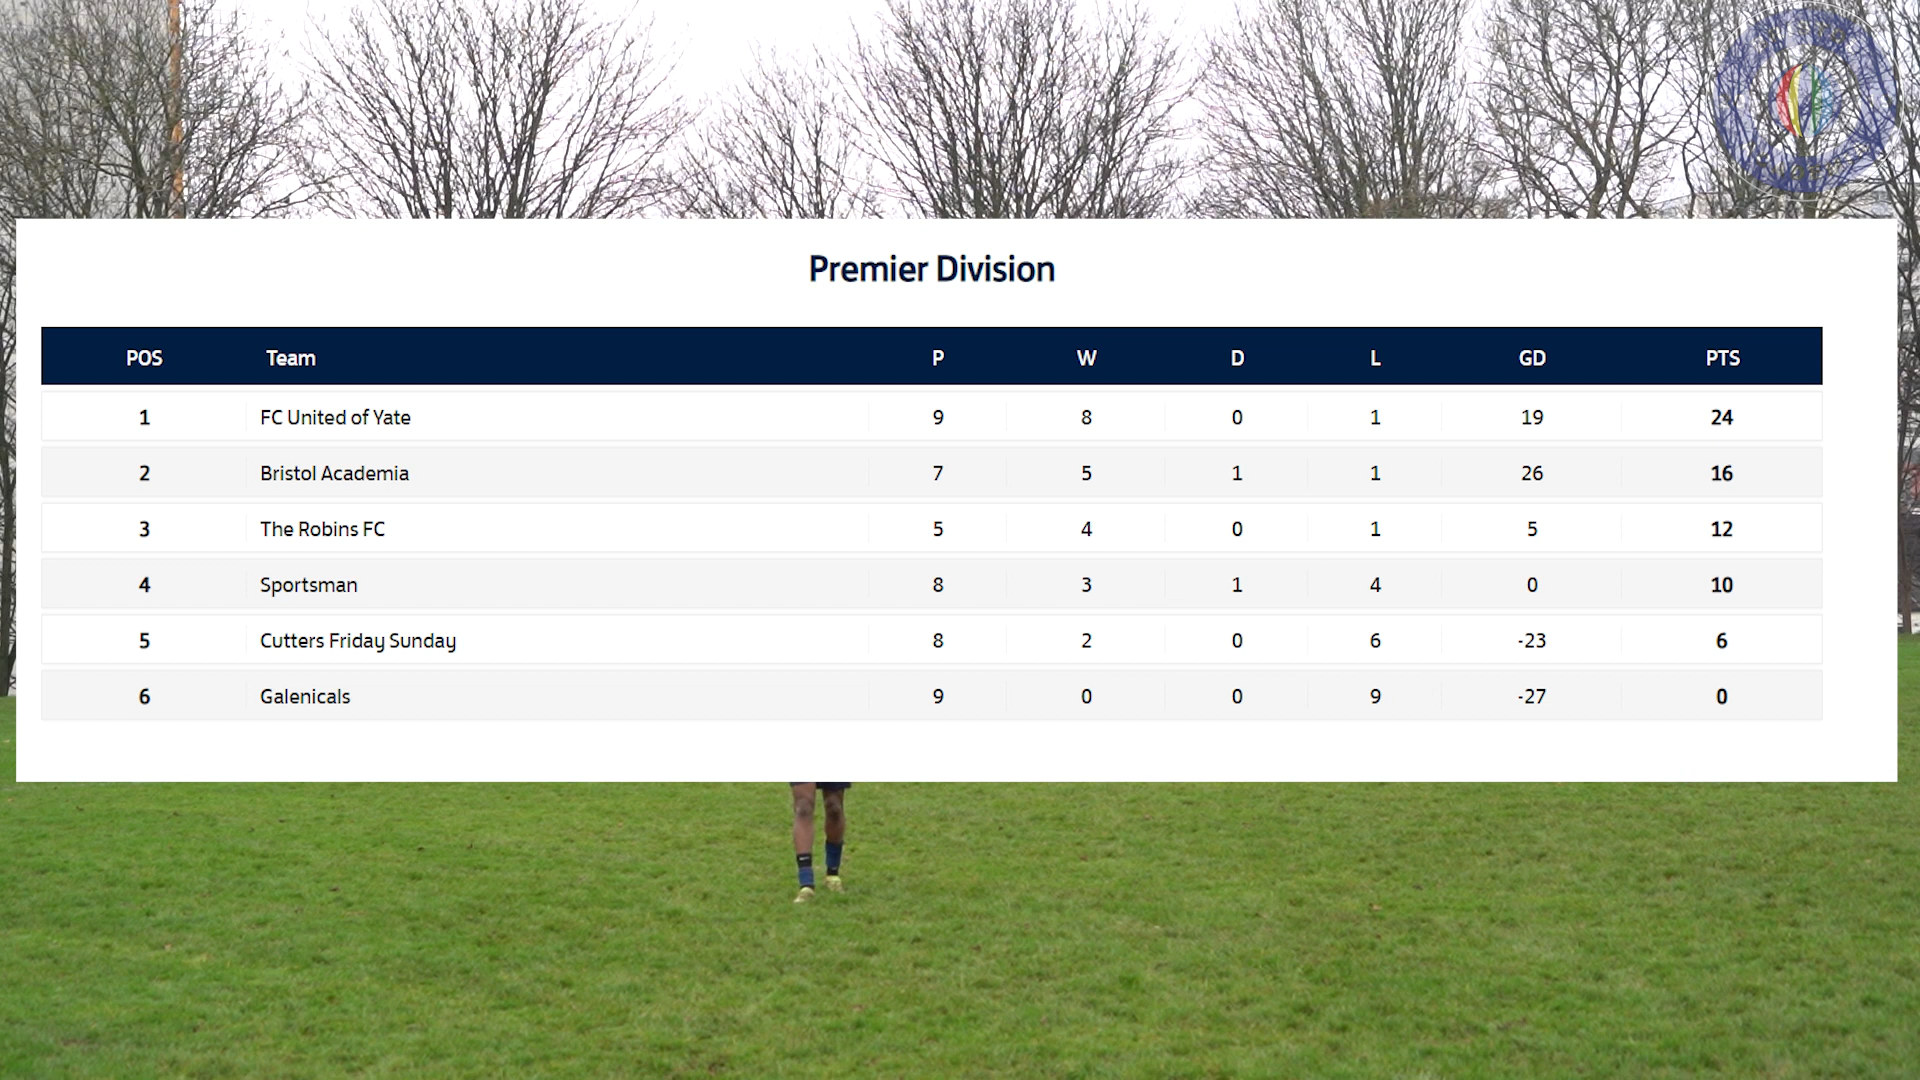 Premier Division
POS Team P W D L GD PTS
1 FC United of Yate 9 8 0 1 19 24
2 Bristol Academia 7 5 1 1 26 16
3 The Robins FC 5 4 0 1 5 12
4 Sportsman 8 3 1 4 0 10
5 Cutters Friday Sunday 8 2 0 6 -23 6
6 Galenicals 9 0 0 9 -27 0